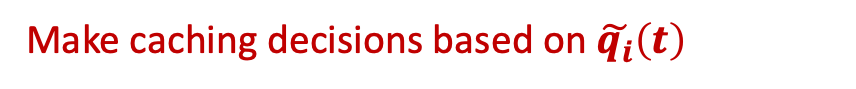 Make caching decisions based on q̃ᵢ(t)